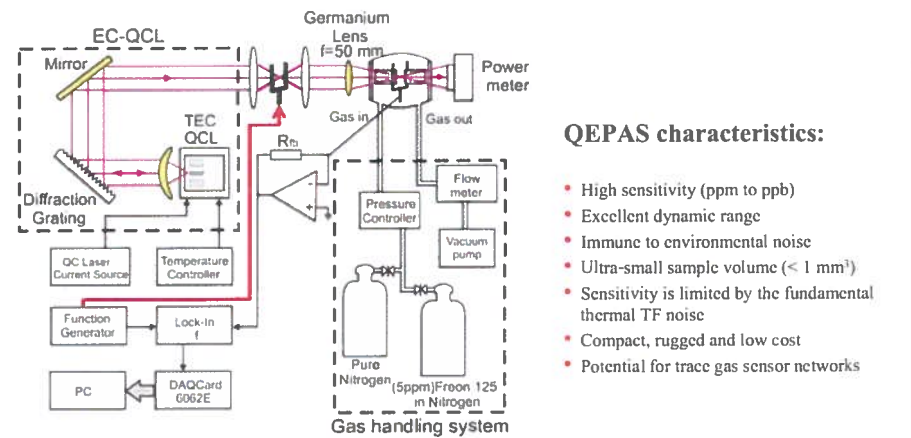 EC-QCL
Germanium
Lens
f=50 mm
Mirror
Power
meter
TEC
QCL
Gas in
Gas out
Rfb
Diffraction
Grating
-
+
Flow
meter
Pressure
Controller
Vacuum
pump
QC Laser
Current Source
Temperature
Controller
Function
Generator
Lock-In
f
PC
DAQCard
6062E
Pure
Nitrogen
(5ppm)Freon 125
in Nitrogen
Gas handling system
QEPAS characteristics:
• High sensitivity (ppm to ppb)
• Excellent dynamic range
• Immune to environmental noise
• Ultra-small sample volume (< 1 mm³)
• Sensitivity is limited by the fundamental
thermal TF noise
• Compact, rugged and low cost
• Potential for trace gas sensor networks